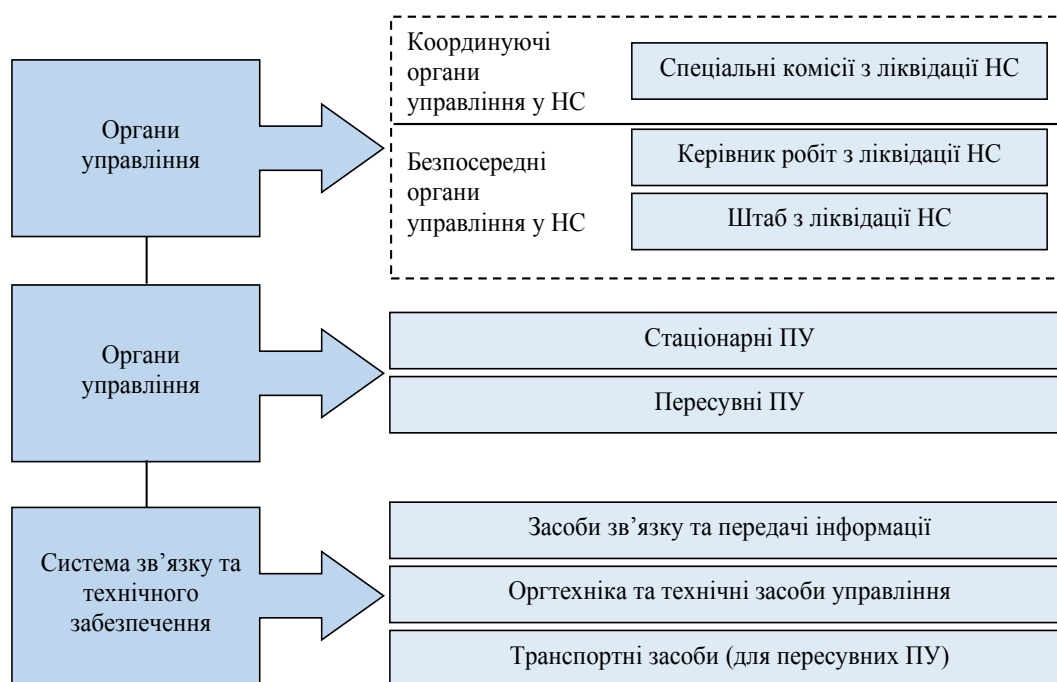 Органи
управління
Координуючі
органи
управління у НС
Спеціальні комісії з ліквідації НС
Безпосередні
органи
управління у НС
Керівник робіт з ліквідації НС
Штаб з ліквідації НС
Органи
управління
Стаціонарні ПУ
Пересувні ПУ
Система зв’язку та
технічного
забезпечення
Засоби зв’язку та передачі інформації
Оргтехніка та технічні засоби управління
Транспортні засоби (для пересувних ПУ)